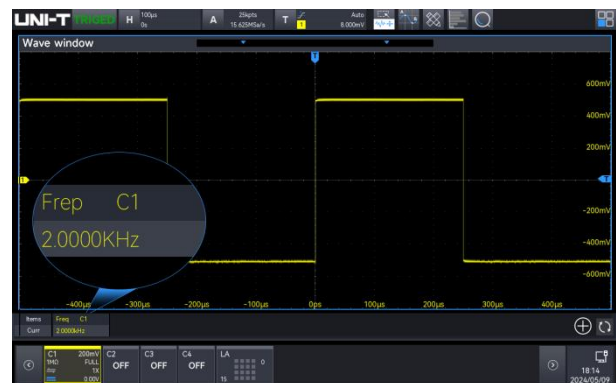 UNI-T TRIGED H 100μs 0s A 25kpts 15.625MSa/s T 1 Auto 8.000mV
Wave window
T
600mV
400mV
200mV
1
T
-200mV
-400mV
-600mV
Frep C1
2.0000KHz
-400μs -300μs -200μs -100μs 0ps 100μs 200μs 300μs 400μs
Items Freq C1
Curr 2.0000kHz
C1 200mV
1MΩ FULL
1X
0.00V
C2 OFF
C3 OFF
C4 OFF
LA
0
15
18:14
2024/05/09